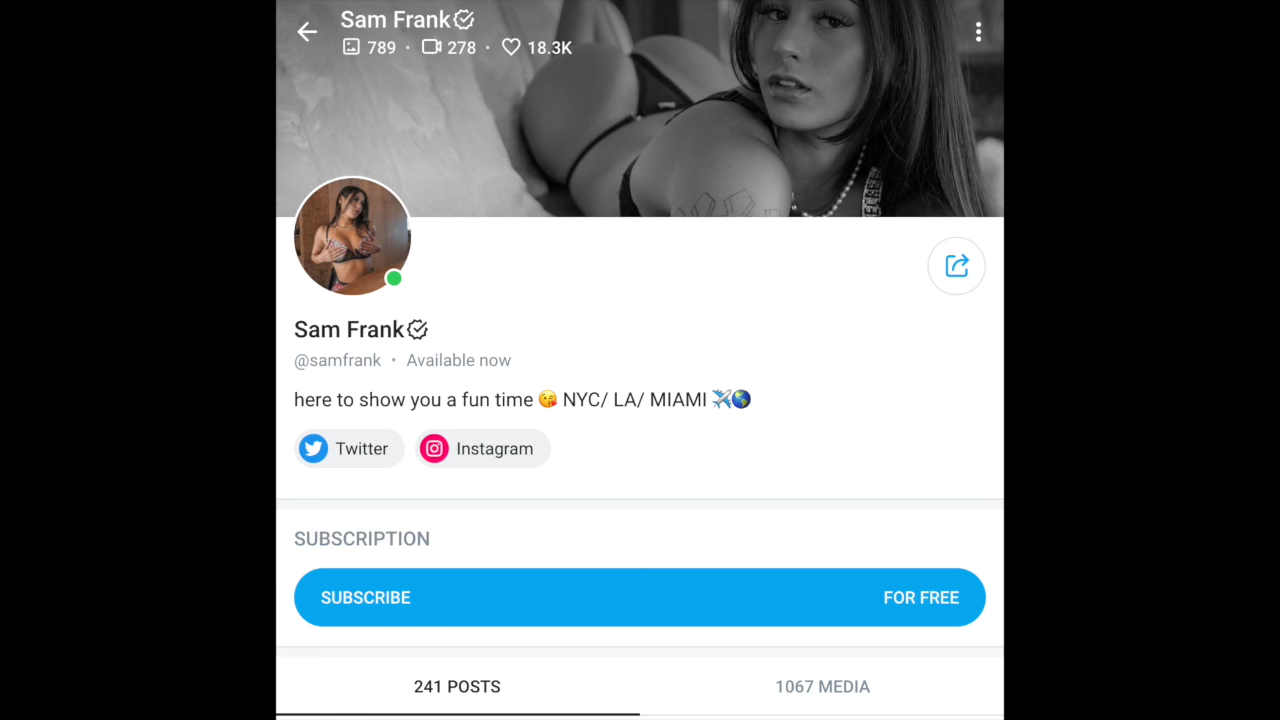 Sam Frank
789 • 278 • 18.3K
Sam Frank
@samfrank • Available now
here to show you a fun time 😘 NYC/ LA/ MIAMI ✈️🌎
Twitter Instagram
SUBSCRIPTION
SUBSCRIBE FOR FREE
241 POSTS 1067 MEDIA